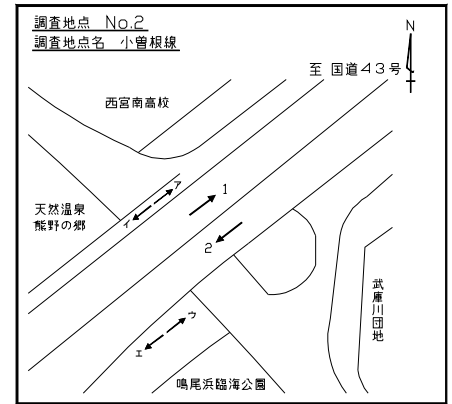 調査地点 No.2
調査地点名 小曽根線
N
至 国道43号
西宮南高校
ア
イ
1
天然温泉
熊野の郷
2
武庫川団地
ウ
エ
鳴尾浜臨海公園